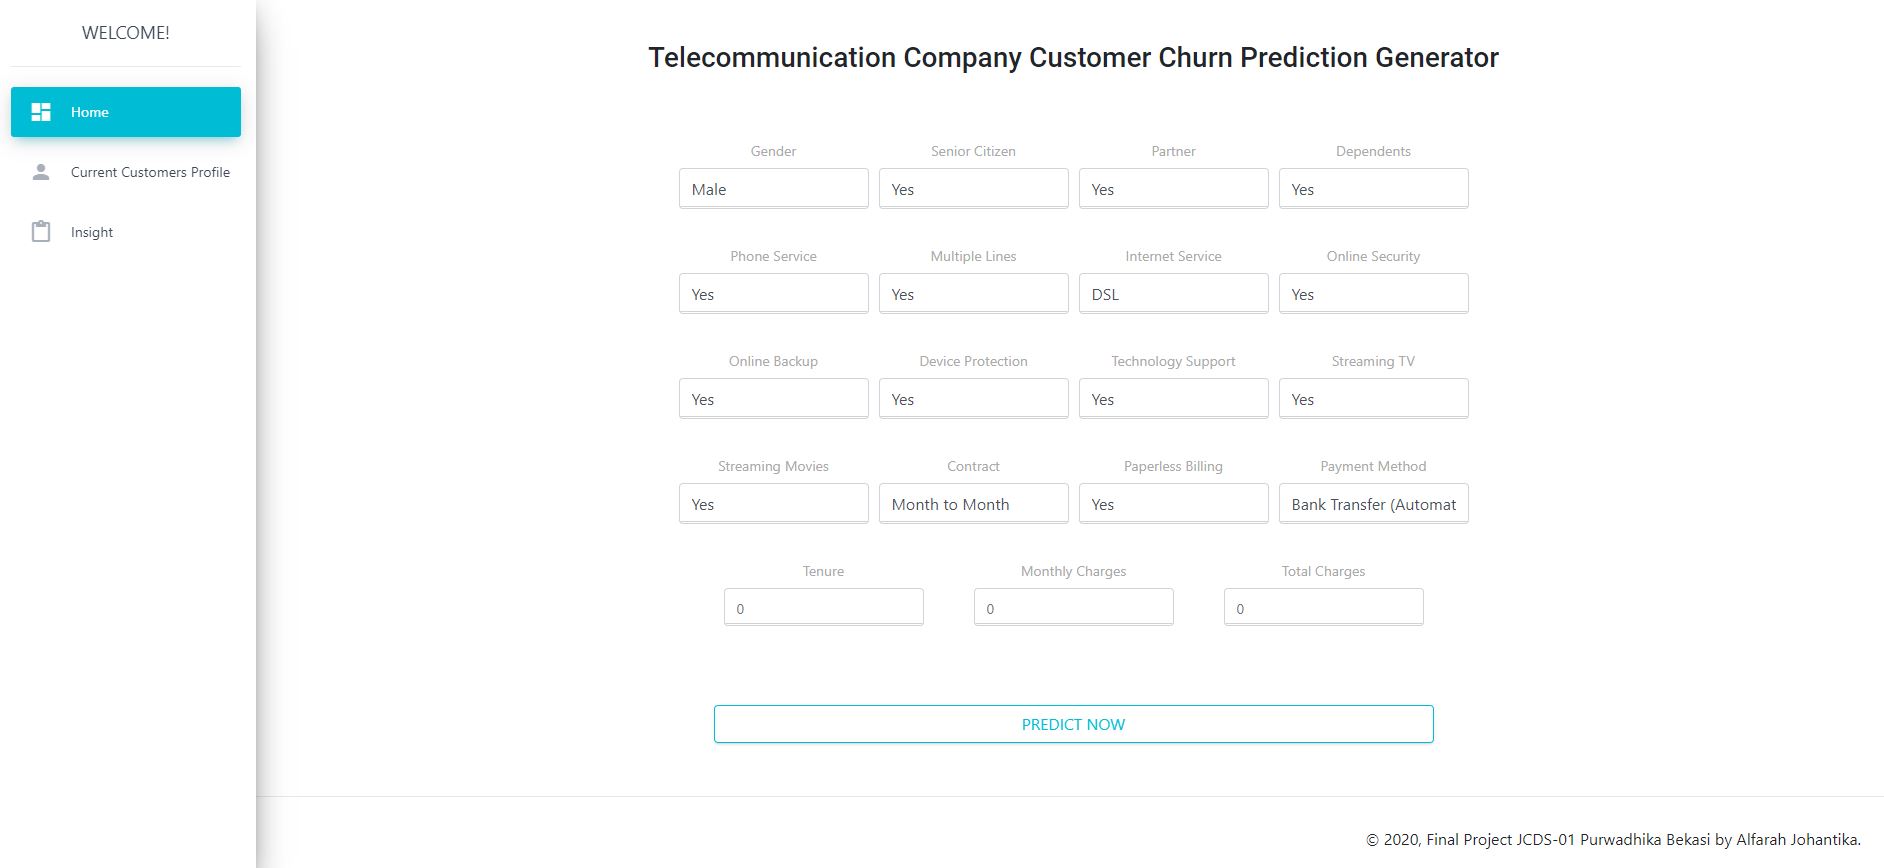 WELCOME!
Home
Current Customers Profile
Insight
Telecommunication Company Customer Churn Prediction Generator
Gender Senior Citizen Partner Dependents
Male Yes Yes Yes
Phone Service Multiple Lines Internet Service Online Security
Yes Yes DSL Yes
Online Backup Device Protection Technology Support Streaming TV
Yes Yes Yes Yes
Streaming Movies Contract Paperless Billing Payment Method
Yes Month to Month Yes Bank Transfer (Automat
Tenure Monthly Charges Total Charges
0 0 0
PREDICT NOW
© 2020, Final Project JCDS-01 Purwadhika Bekasi by Alfarah Johantika.